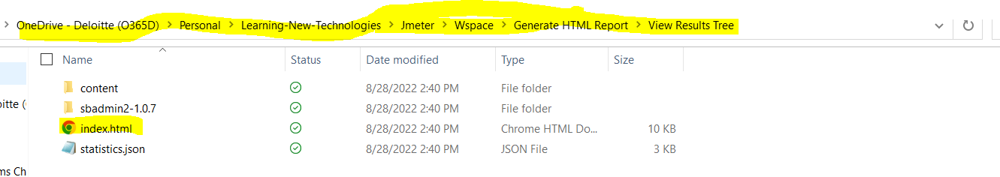 OneDrive - Deloitte (O365D) > Personal > Learning-New-Technologies > Jmeter > Wspace > Generate HTML Report > View Results Tree
Name Status Date modified Type Size
content 8/28/2022 2:40 PM File folder
oitte (
sbadmin2-1.0.7 8/28/2022 2:40 PM File folder
index.html 8/28/2022 2:40 PM Chrome HTML Do... 10 KB
statistics.json 8/28/2022 2:40 PM JSON File 3 KB
ms Ch